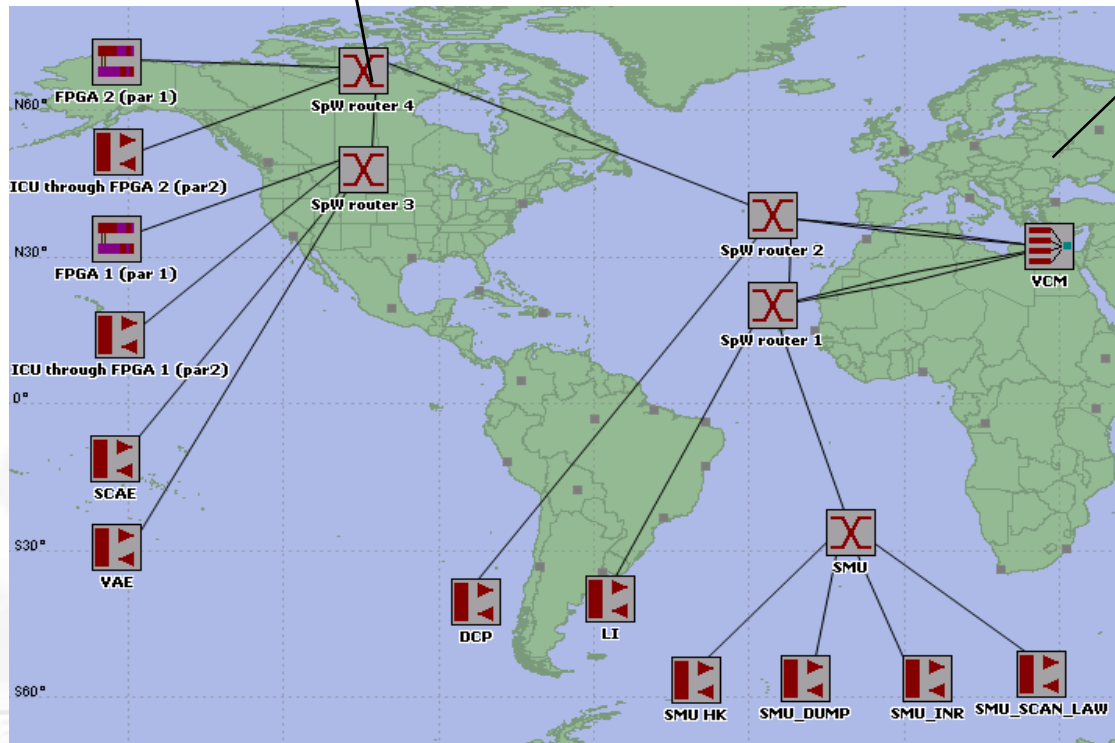 FPGA 2 (par 1)
SpW router 4
N60°
ICU through FPGA 2 (par2)
SpW router 3
FPGA 1 (par 1)
SpW router 2
N30°
VCM
SpW router 1
ICU through FPGA 1 (par2)
0°
SCAE
S30°
VAE
SMU
DCP
LI
S60°
SMU HK
SMU_DUMP
SMU_INR
SMU_SCAN_LAW